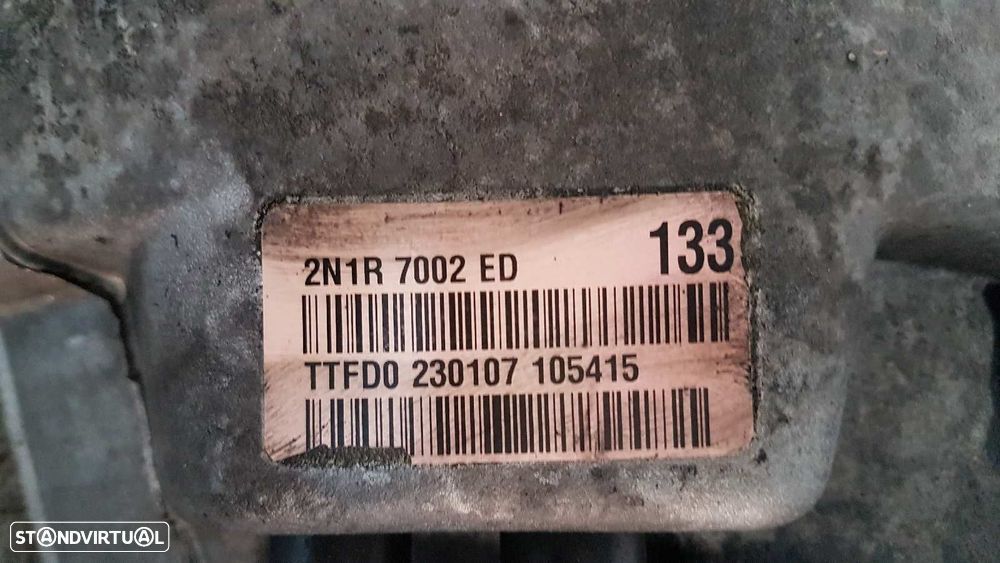 133
2N1R 7002 ED
TTFD0 230107 105415
STANDVIRTUAL